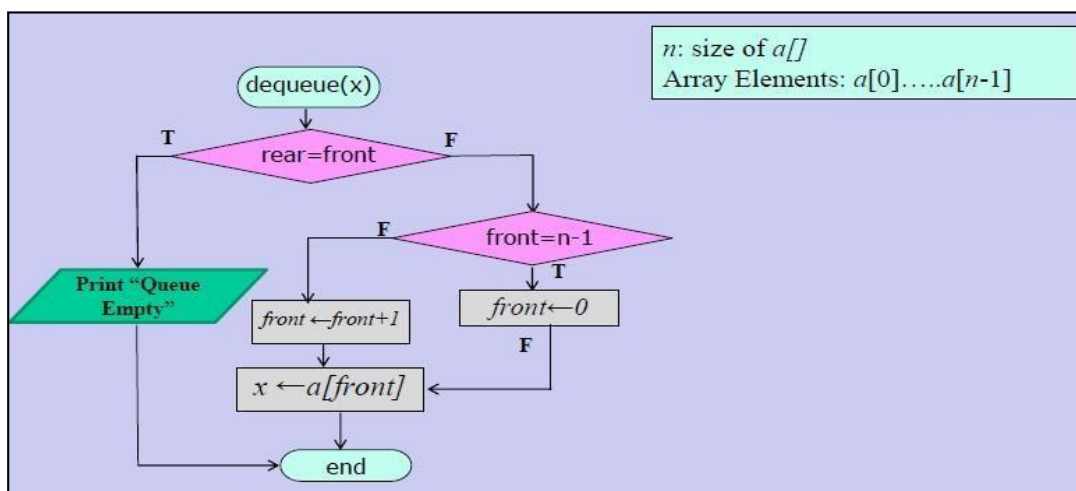 n: size of a[]
Array Elements: a[0]…..a[n-1]
dequeue(x)
T
F
rear=front
F
front=n-1
T
Print “Queue
Empty”
front ←front+1
front←0
F
x ←a[front]
end